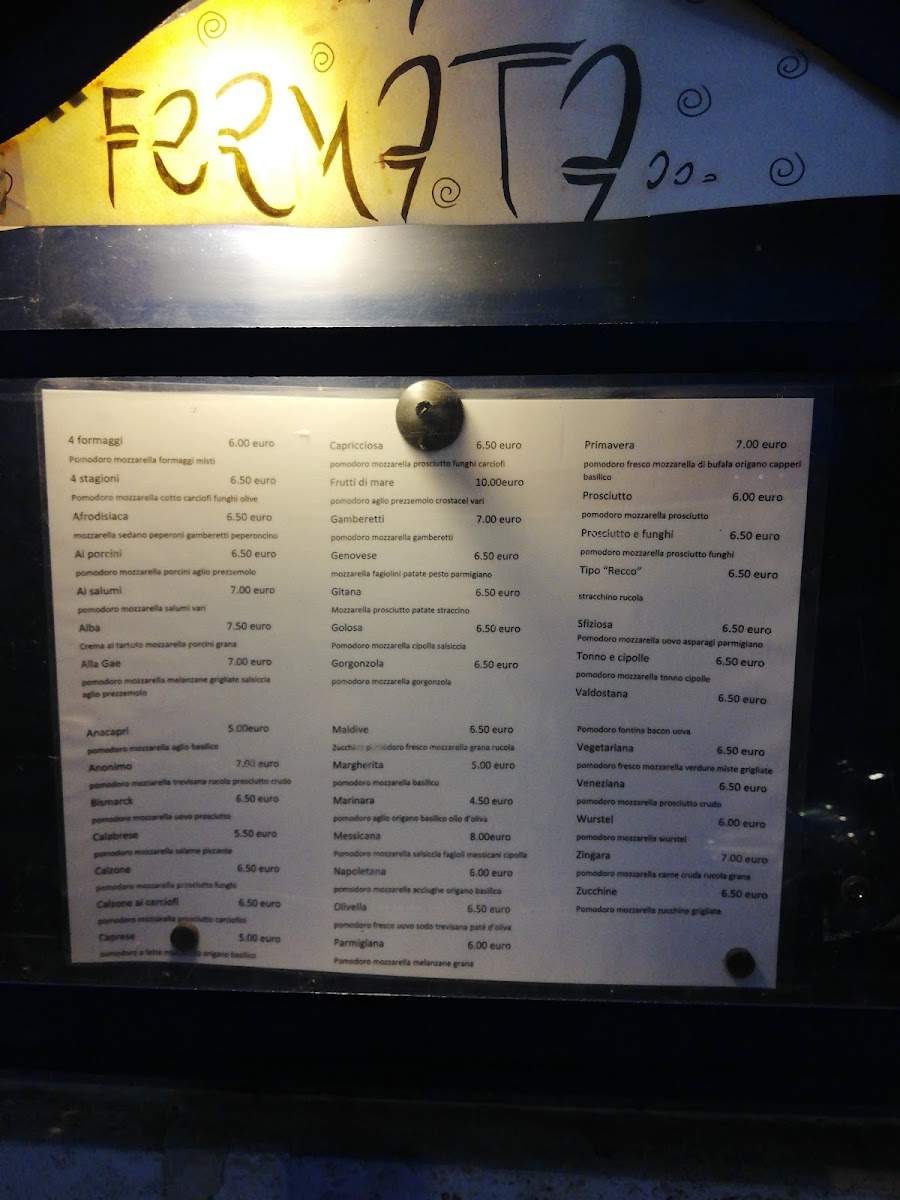 FERMATA...
4 formaggi 6.00 euro
Pomodoro mozzarella formaggi misti
4 stagioni 6.50 euro
Pomodoro mozzarella cotto carciofi funghi olive
Afrodisiaca 6.50 euro
mozzarella sedano peperoni gamberetti peperoncino
Ai porcini 6.50 euro
pomodoro mozzarella porcini aglio prezzemolo
Ai salumi 7.00 euro
pomodoro mozzarella salumi vari
Alba 7.50 euro
Crema al tartufo mozzarella porcini grana
Alla Gae 7.00 euro
pomodoro mozzarella melanzane grigliate salsiccia
aglio prezzemolo
Anacapri 5.00euro
pomodoro mozzarella aglio basilico
Anonimo 7.00 euro
pomodoro mozzarella trevisana rucola prosciutto crudo
Bismarck 6.50 euro
pomodoro mozzarella uovo prosciutto
Calabrese 5.50 euro
pomodoro mozzarella salame piccante
Calzone 6.50 euro
pomodoro mozzarella prosciutto funghi
Calzone ai carciofi 6.50 euro
pomodoro mozzarella prosciutto carciofini
Caprese 5.00 euro
pomodoro a fette origano basilico
Capricciosa 6.50 euro
pomodoro mozzarella prosciutto funghi carciofi
Frutti di mare 10.00euro
pomodoro aglio prezzemolo crostacei vari
Gamberetti 7.00 euro
pomodoro mozzarella gamberetti
Genovese 6.50 euro
mozzarella fagiolini patate pesto parmigiano
Gitana 6.50 euro
Mozzarella prosciutto patate straccino
Golosa 6.50 euro
Pomodoro mozzarella cipolla salsiccia
Gorgonzola 6.50 euro
pomodoro mozzarella gorgonzola
Maldive 6.50 euro
Zucchine pomodoro fresco mozzarella grana rucola
Margherita 5.00 euro
pomodoro mozzarella basilico
Marinara 4.50 euro
pomodoro aglio origano basilico olio d'oliva
Messicana 8.00euro
Pomodoro mozzarella salsiccia fagioli messicani cipolla
Napoletana 6.00 euro
pomodoro mozzarella acciughe origano basilico
Olivella 6.50 euro
pomodoro fresco uovo sodo trevisana paté d'oliva
Parmigiana 6.00 euro
Pomodoro mozzarella melanzane grana
Primavera 7.00 euro
pomodoro fresco mozzarella di bufala origano capperi
basilico
Prosciutto 6.00 euro
pomodoro mozzarella prosciutto
Prosciutto e funghi 6.50 euro
pomodoro mozzarella prosciutto funghi
Tipo "Recco" 6.50 euro
stracchino rucola
Sfiziosa 6.50 euro
Pomodoro mozzarella uovo asparagi parmigiano
Tonno e cipolle 6.50 euro
pomodoro mozzarella tonno cipolle
Valdostana 6.50 euro
Pomodoro fontina bacon uova
Vegetariana 6.50 euro
pomodoro fresco mozzarella verdure miste grigliate
Veneziana 6.50 euro
pomodoro mozzarella prosciutto crudo
Wurstel 6.00 euro
pomodoro mozzarella wurstel
Zingara 7.00 euro
pomodoro mozzarella carne cruda rucola grana
Zucchine 6.50 euro
Pomodoro mozzarella zucchine grigliate